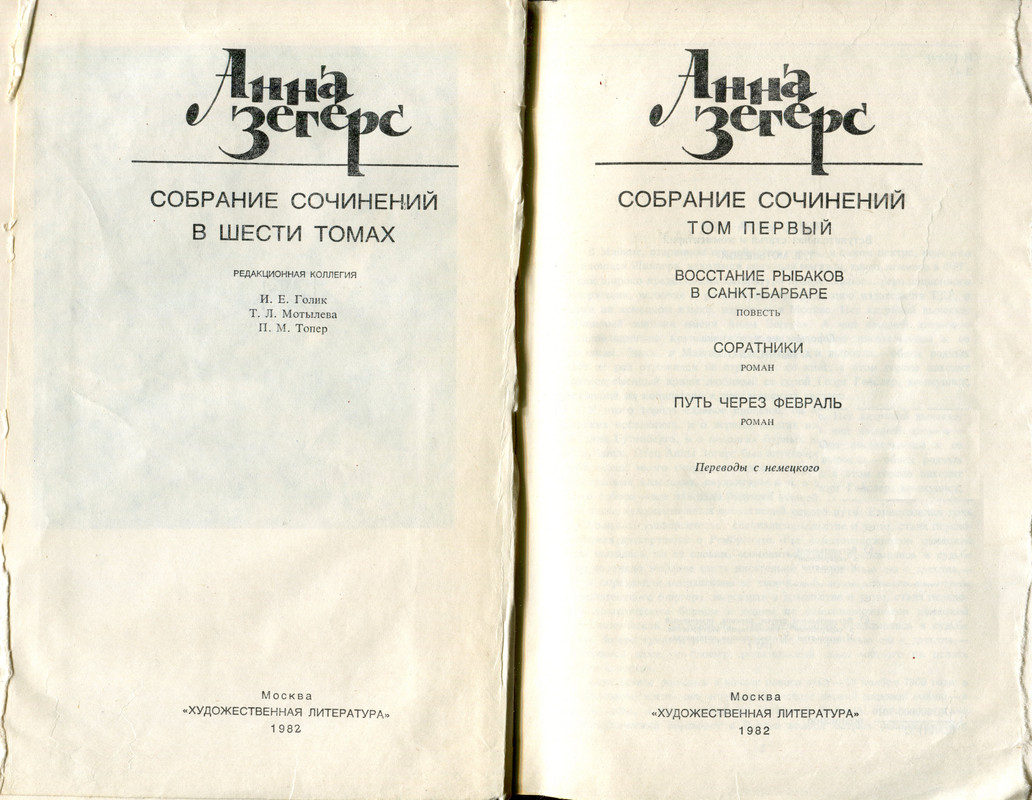 Анна
Зегерс
СОБРАНИЕ СОЧИНЕНИЙ
В ШЕСТИ ТОМАХ
РЕДАКЦИОННАЯ КОЛЛЕГИЯ
И. Е. Голик
Т. Л. Мотылева
П. М. Топер
Москва
«ХУДОЖЕСТВЕННАЯ ЛИТЕРАТУРА»
1982
Анна
Зегерс
СОБРАНИЕ СОЧИНЕНИЙ
ТОМ ПЕРВЫЙ
ВОССТАНИЕ РЫБАКОВ
В САНКТ-БАРБАРЕ
ПОВЕСТЬ
СОРАТНИКИ
РОМАН
ПУТЬ ЧЕРЕЗ ФЕВРАЛЬ
РОМАН
Переводы с немецкого
Москва
«ХУДОЖЕСТВЕННАЯ ЛИТЕРАТУРА»
1982